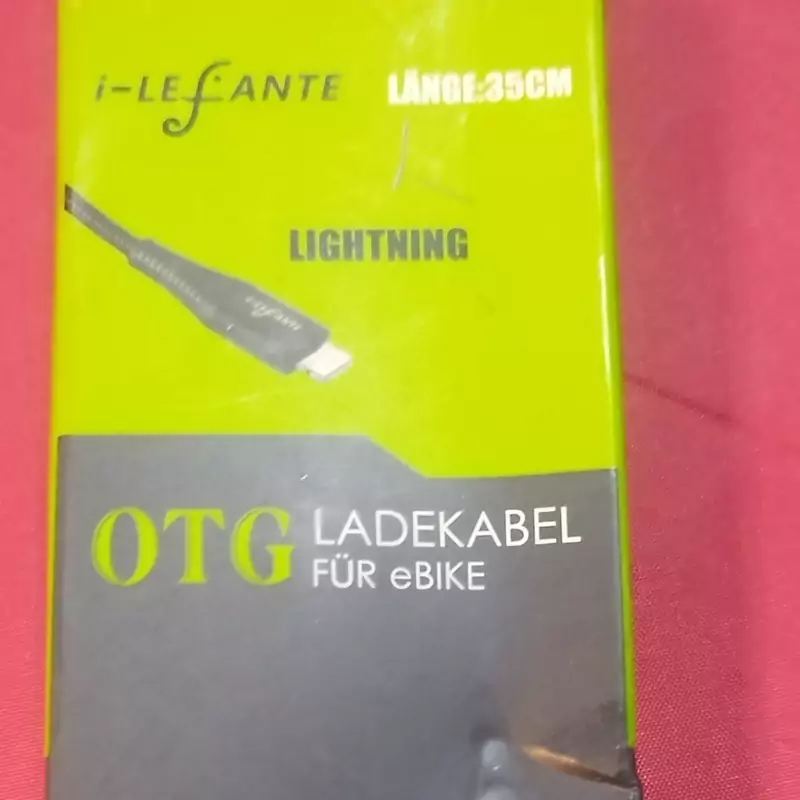 i-LEfANTE
LÄNGE:35CM
LIGHTNING
OTG
LADEKABEL
FÜR eBIKE